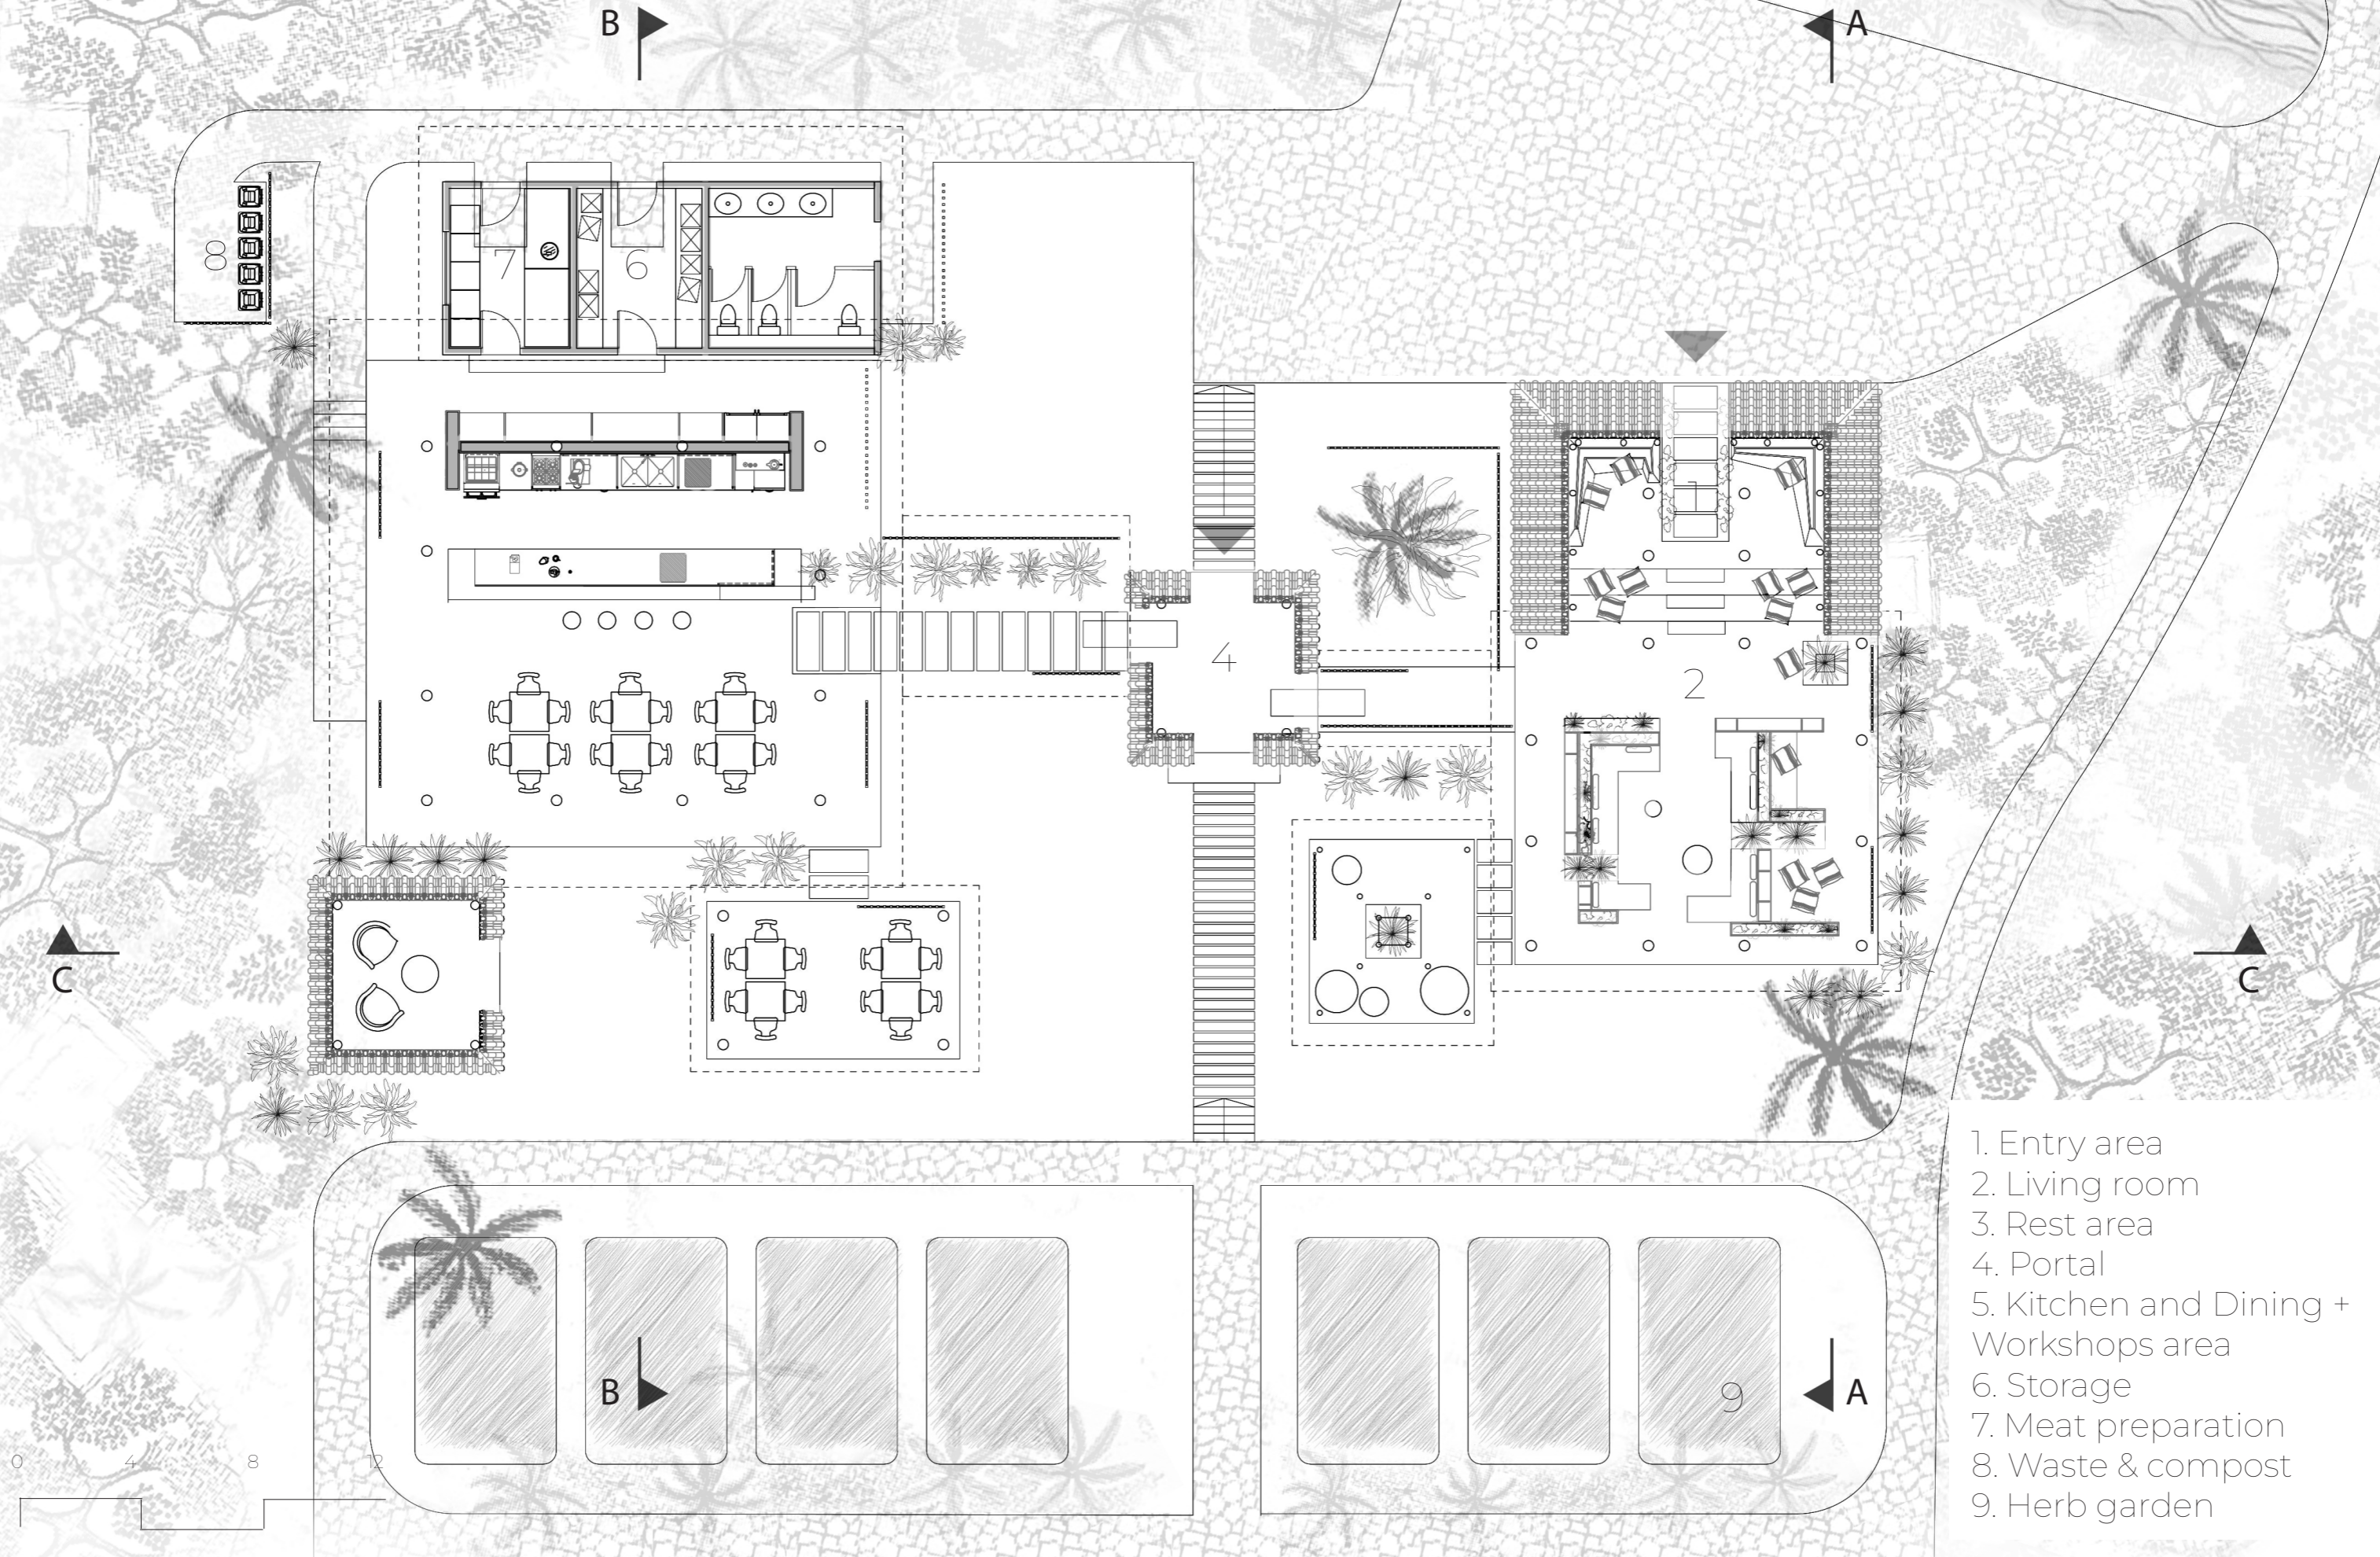 B
A
8
7
6
4
2
C
C
1. Entry area
2. Living room
3. Rest area
4. Portal
5. Kitchen and Dining +
Workshops area
6. Storage
7. Meat preparation
8. Waste & compost
9. Herb garden
B
9
A
0 4 8 12